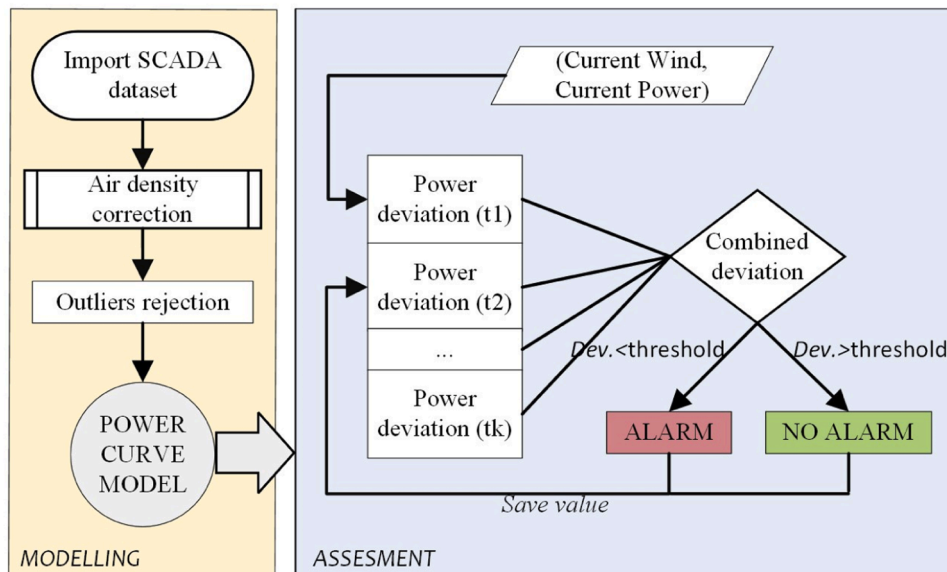 Import SCADA
dataset
Air density
correction
Outliers rejection
POWER
CURVE
MODEL
MODELLING
(Current Wind,
Current Power)
Power
deviation (t1)
Power
deviation (t2)
...
Power
deviation (tk)
Combined
deviation
Dev.<threshold
Dev.>threshold
ALARM
NO ALARM
Save value
ASSESMENT